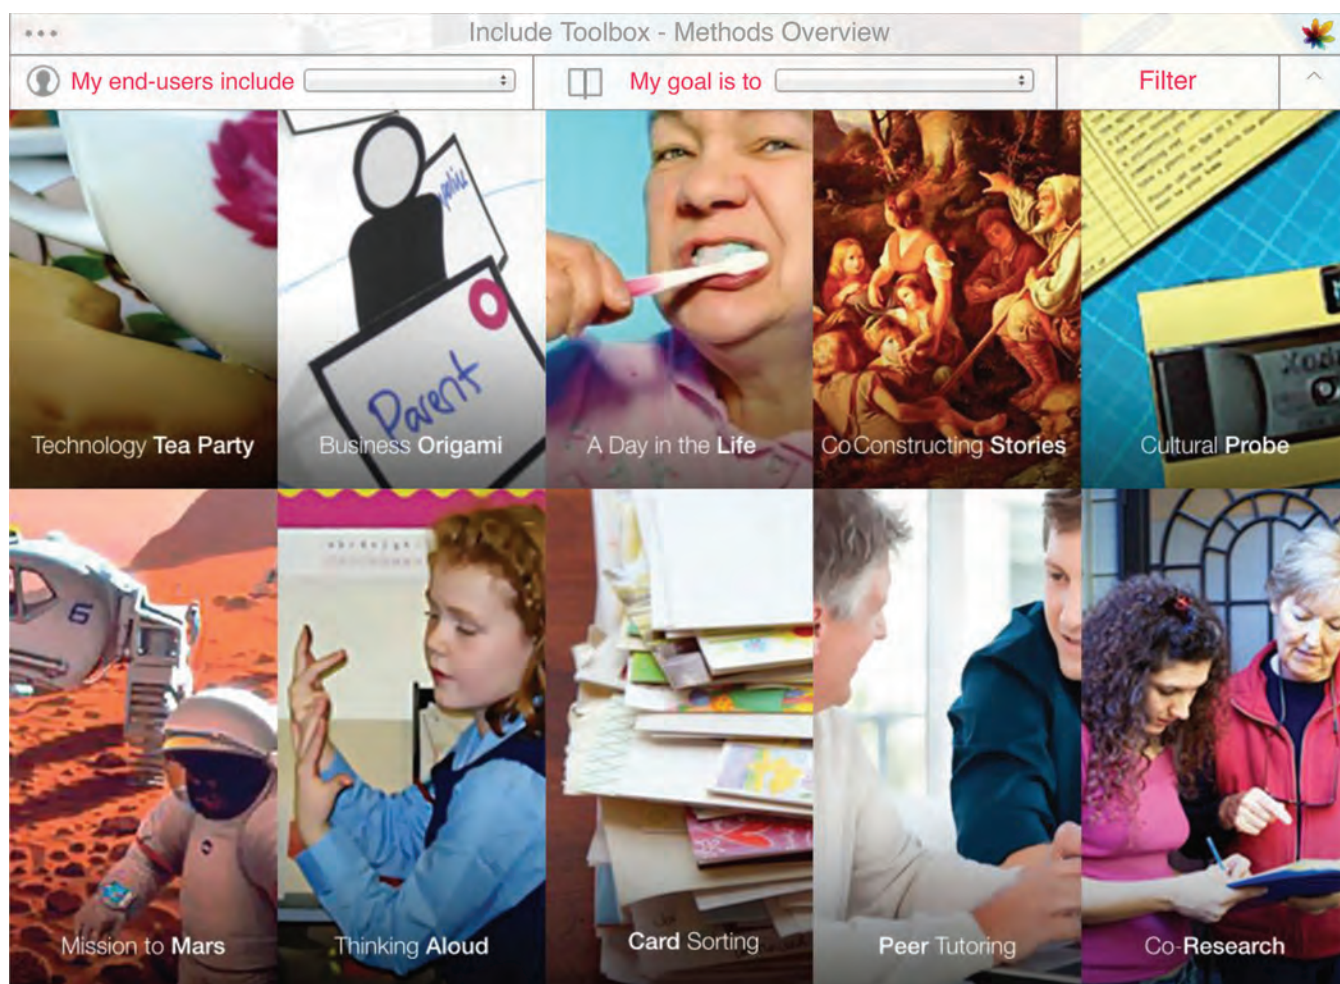 Include Toolbox - Methods Overview
My end-users include
My goal is to
Filter
Parent
Technology Tea Party
Business Origami
A Day in the Life
CoConstructing Stories
Cultural Probe
6
Mission to Mars
Thinking Aloud
Card Sorting
Peer Tutoring
Co-Research